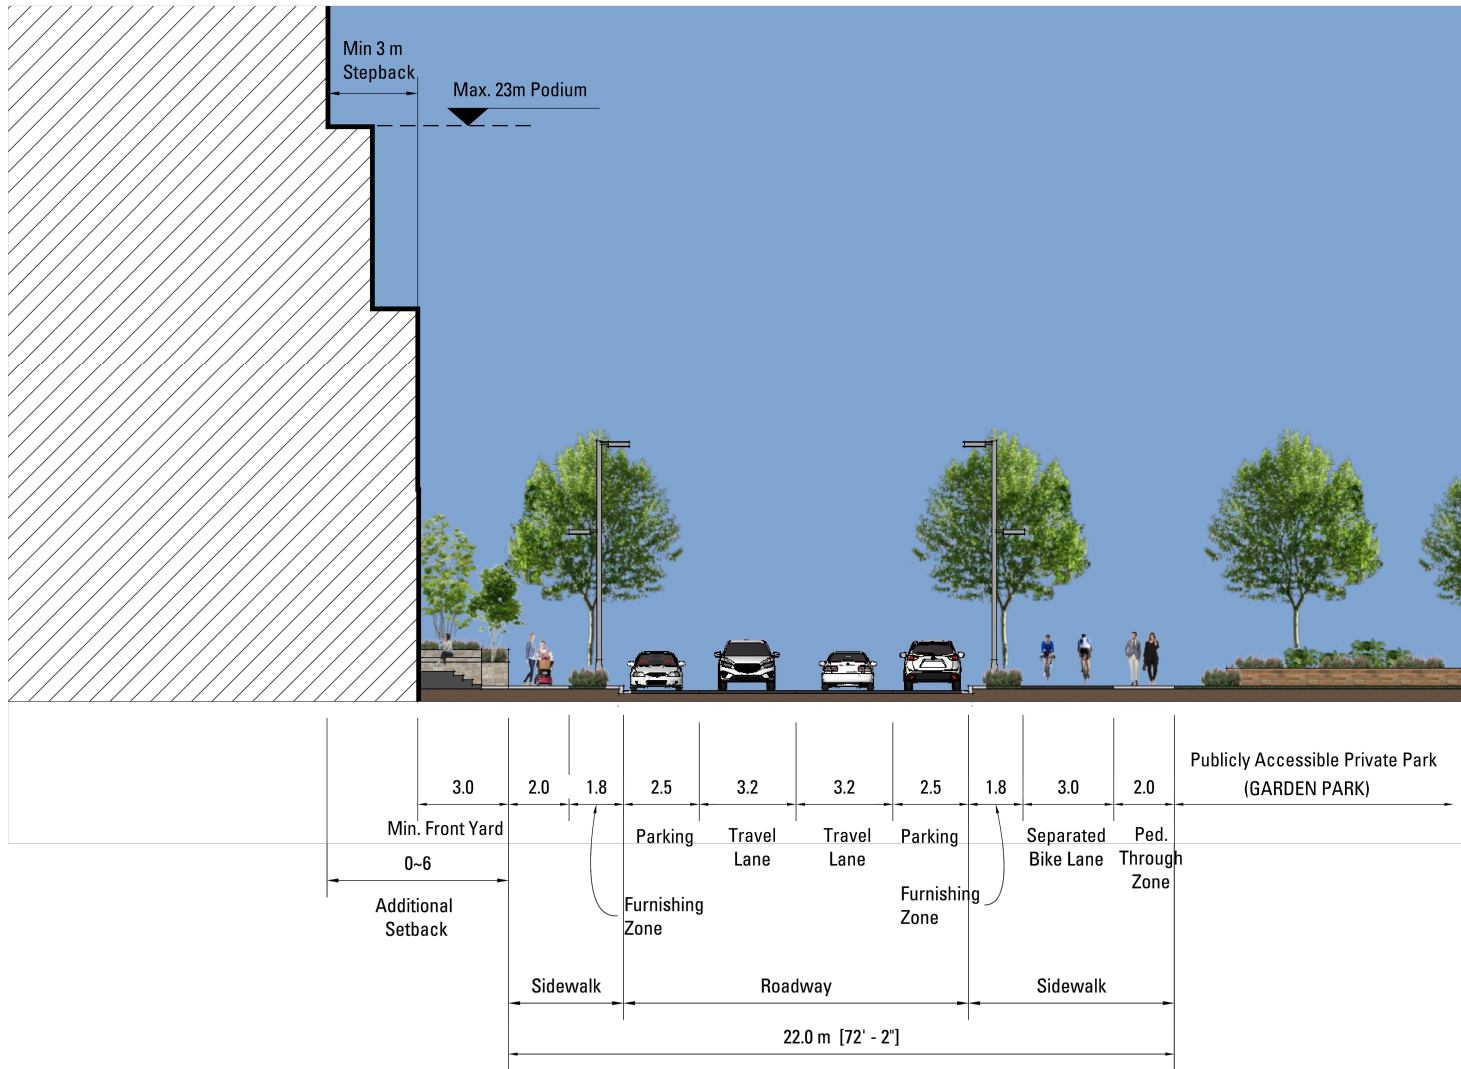 Min 3 m
Stepback
Max. 23m Podium
Publicly Accessible Private Park
(GARDEN PARK)
3.0
2.0
1.8
2.5
3.2
3.2
2.5
1.8
3.0
2.0
Min. Front Yard
Parking
Travel
Lane
Travel
Lane
Parking
Separated
Bike Lane
Ped.
Through
Zone
0~6
Additional
Setback
Furnishing
Zone
Furnishing
Zone
Sidewalk
Roadway
Sidewalk
22.0 m [72' - 2"]